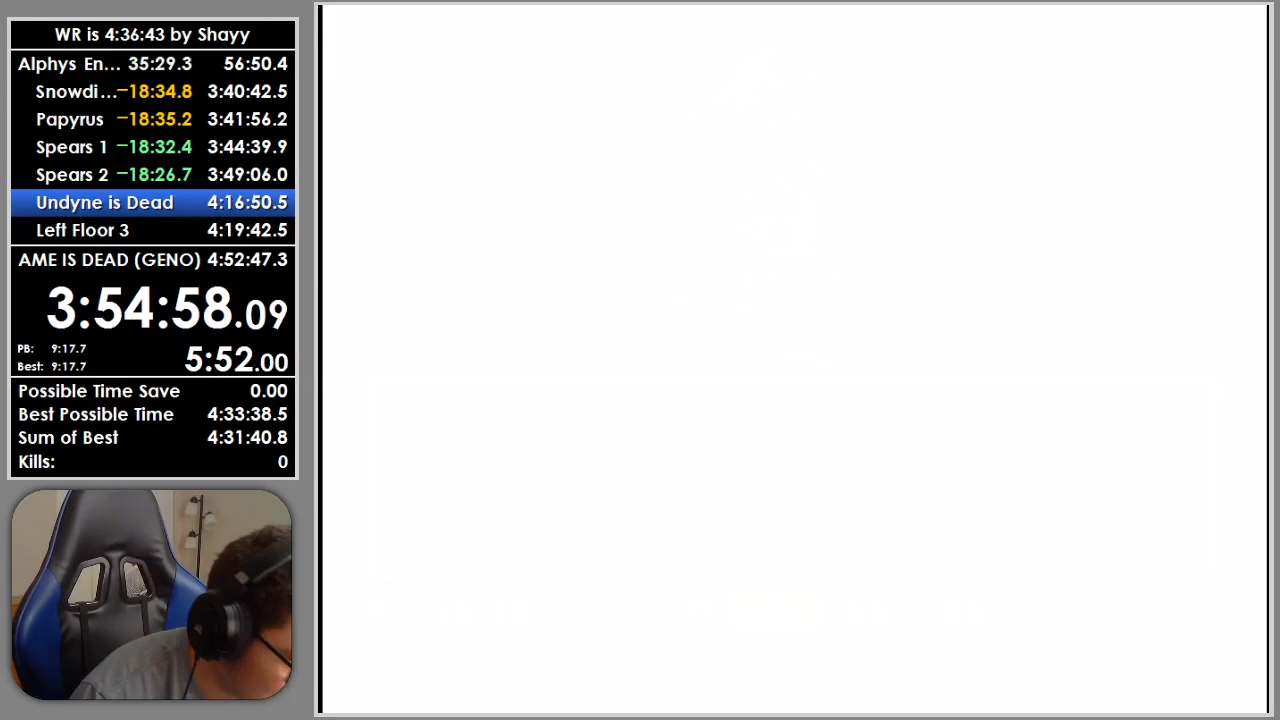 WR is 4:36:43 by Shayy
Alphys En... 35:29.3 56:50.4
Snowdi... −18:34.8 3:40:42.5
Papyrus −18:35.2 3:41:56.2
Spears 1 −18:32.4 3:44:39.9
Spears 2 −18:26.7 3:49:06.0
Undyne is Dead 4:16:50.5
Left Floor 3 4:19:42.5
AME IS DEAD (GENO) 4:52:47.3
3:54:58.09
PB: 9:17.7
Best: 9:17.7
5:52.00
Possible Time Save 0.00
Best Possible Time 4:33:38.5
Sum of Best 4:31:40.8
Kills: 0